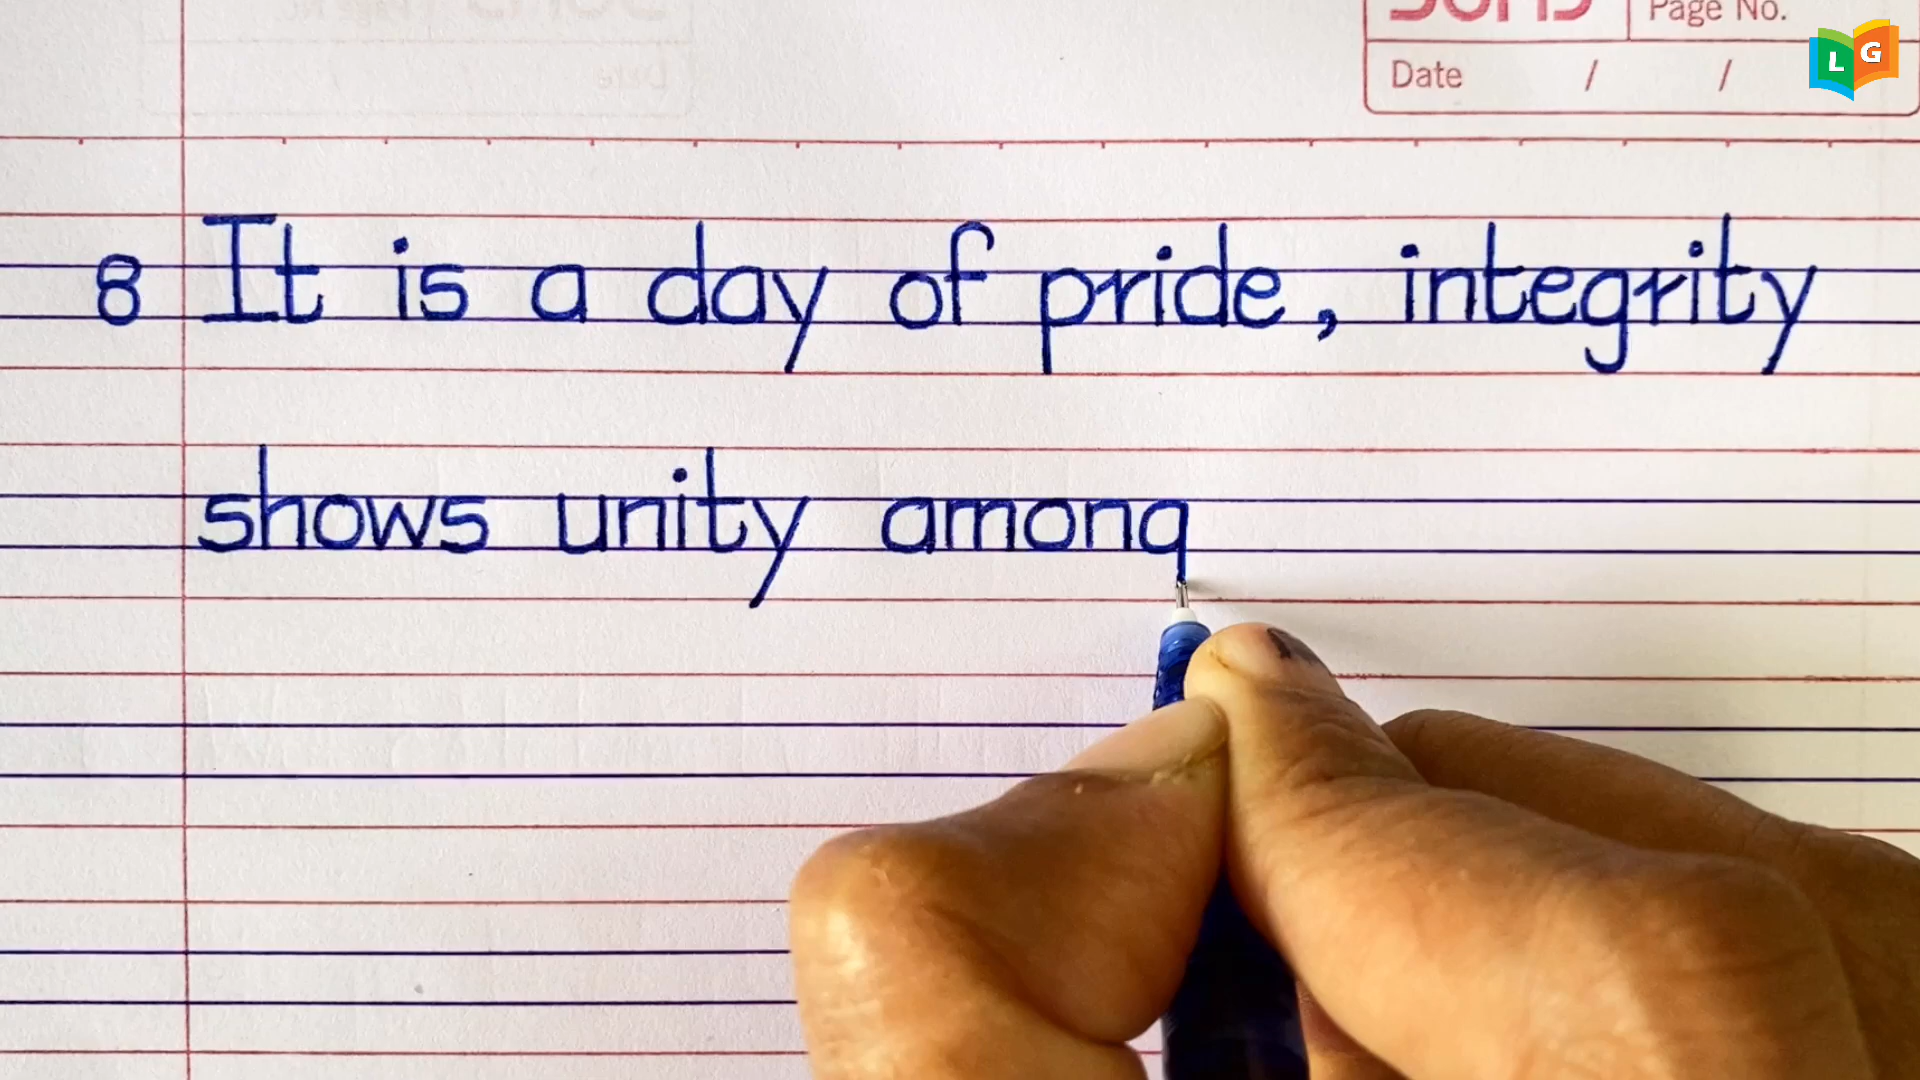 Page No.
Date / /
L G
8 It is a day of pride, integrity
shows unity among